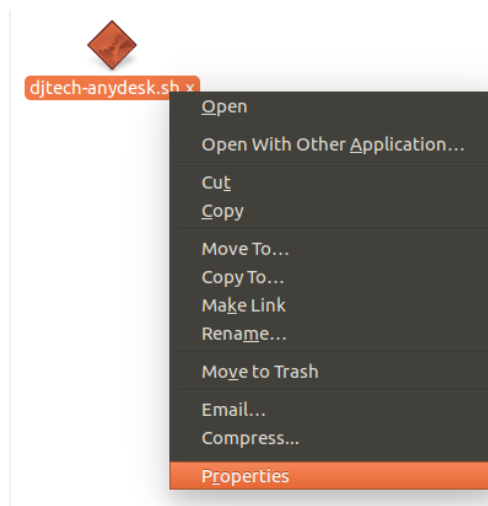 djtech-anydesk.sh x
Open
Open With Other Application...
Cut
Copy
Move To...
Copy To...
Make Link
Rename...
Move to Trash
Email...
Compress...
Properties